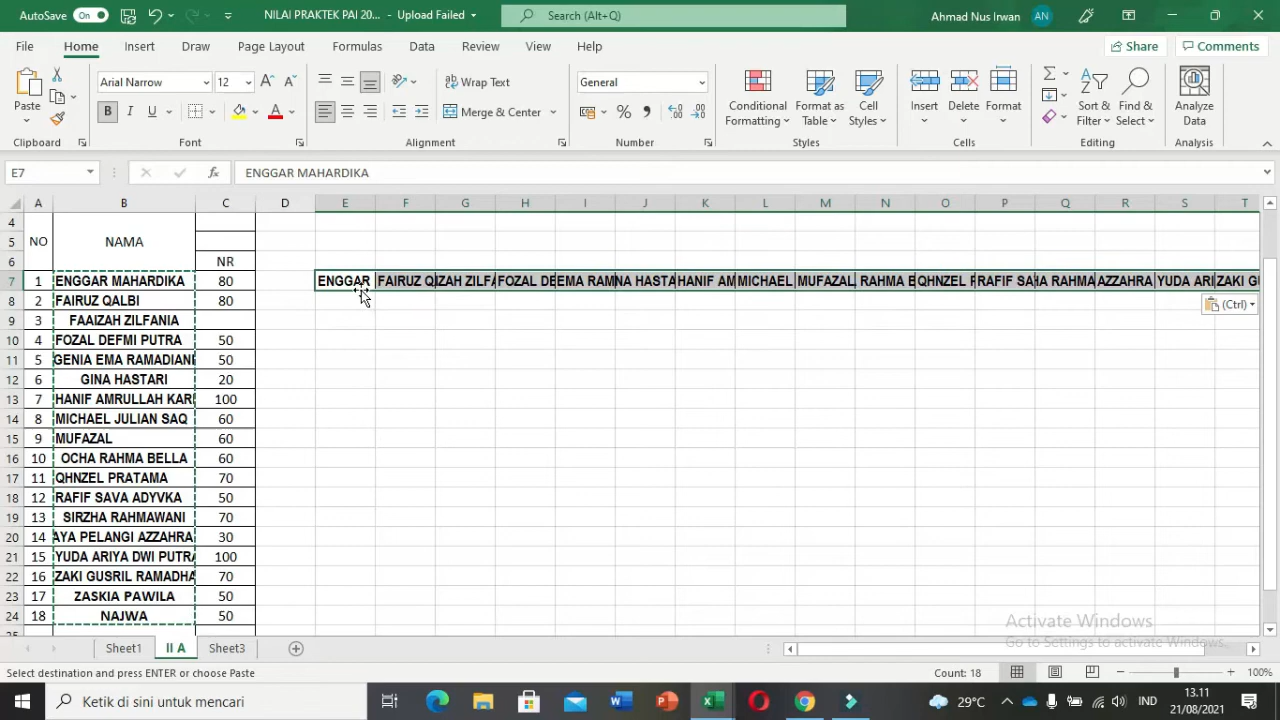 AutoSave On NILAI PRAKTEK PAI 20... - Upload Failed Search (Alt+Q) Ahmad Nus Irwan AN
File Home Insert Draw Page Layout Formulas Data Review View Help Share Comments
Arial Narrow 12 Wrap Text General
Paste B I U Merge & Center Conditional Formatting Format as Table Cell Styles Insert Delete Format Sort & Filter Find & Select Analyze Data
Clipboard Font Alignment Number Styles Cells Editing Analysis
E7 fx ENGGAR MAHARDIKA
A B C D E F G H I J K L M N O P Q R S T
4
5 NO NAMA
6 NR
7 1 ENGGAR MAHARDIKA 80 ENGGAR FAIRUZ Q IZAH ZILFA FOZAL DE EMA RAM NA HASTA HANIF AM MICHAEL MUFAZAL RAHMA B QHNZEL P RAFIF SA HA RAHMA AZZAHRA YUDA ARI ZAKI G
8 2 FAIRUZ QALBI 80
9 3 FAAIZAH ZILFANIA (Ctrl)
10 4 FOZAL DEFMI PUTRA 50
11 5 GENIA EMA RAMADIANI 50
12 6 GINA HASTARI 20
13 7 HANIF AMRULLAH KARI 100
14 8 MICHAEL JULIAN SAQ 60
15 9 MUFAZAL 60
16 10 OCHA RAHMA BELLA 60
17 11 QHNZEL PRATAMA 70
18 12 RAFIF SAVA ADYVKA 50
19 13 SIRZHA RAHMAWANI 70
20 14 AYA PELANGI AZZAHRA 30
21 15 YUDA ARIYA DWI PUTRA 100
22 16 ZAKI GUSRIL RAMADHA 70
23 17 ZASKIA PAWILA 50
24 18 NAJWA 50
25
Activate Windows
Go to Settings to activate Windows.
Sheet1 II A Sheet3
Select destination and press ENTER or choose Paste Count: 18 100%
Ketik di sini untuk mencari 29°C IND 13.11
21/08/2021